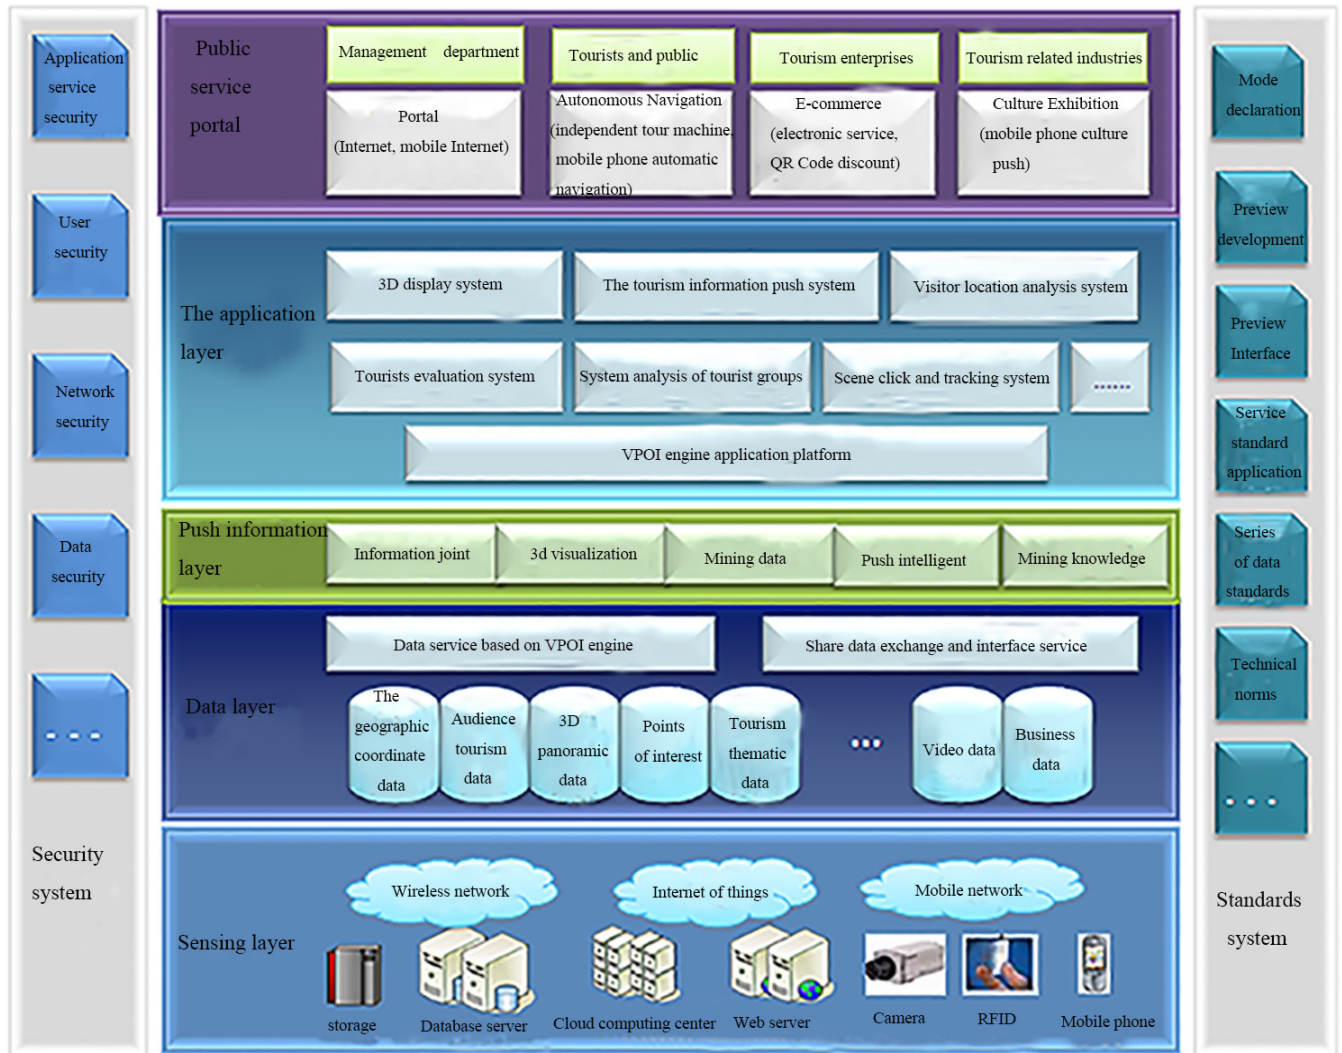 Application
service
security
User
security
Network
security
Data
security
- - -
Security
system
Public
service
portal
Management department
Tourists and public
Tourism enterprises
Tourism related industries
Portal
(Internet, mobile Internet)
Autonomous Navigation
(independent tour machine,
mobile phone automatic
navigation)
E-commerce
(electronic service,
QR Code discount)
Culture Exhibition
(mobile phone culture
push)
The application
layer
3D display system
The tourism information push system
Visitor location analysis system
Tourists evaluation system
System analysis of tourist groups
Scene click and tracking system
......
VPOI engine application platform
Push information
layer
Information joint
3d visualization
Mining data
Push intelligent
Mining knowledge
Data layer
Data service based on VPOI engine
Share data exchange and interface service
The
geographic
coordinate
data
Audience
tourism
data
3D
panoramic
data
Points
of interest
Tourism
thematic
data
...
Video data
Business
data
Sensing layer
Wireless network
Internet of things
Mobile network
storage
Database server
Cloud computing center
Web server
Camera
RFID
Mobile phone
Mode
declaration
Preview
development
Preview
Interface
Service
standard
application
Series
of data
standards
Technical
norms
- - -
Standards
system